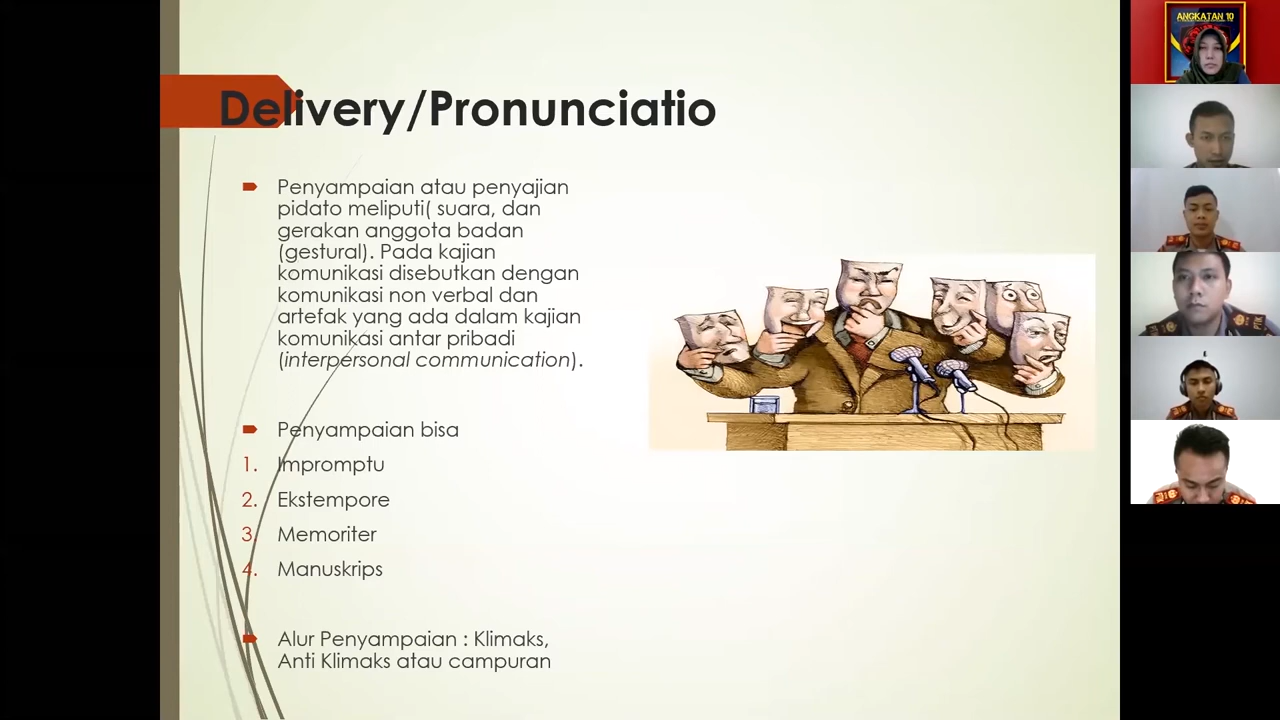 Delivery/Pronunciatio
Penyampaian atau penyajian
pidato meliputi( suara, dan
gerakan anggota badan
(gestural). Pada kajian
komunikasi disebutkan dengan
komunikasi non verbal dan
artefak yang ada dalam kajian
komunikasi antar pribadi
(interpersonal communication).
Penyampaian bisa
1. Impromptu
2. Ekstempore
3. Memoriter
4. Manuskrips
Alur Penyampaian : Klimaks,
Anti Klimaks atau campuran
ANGKATAN 10
PTIK